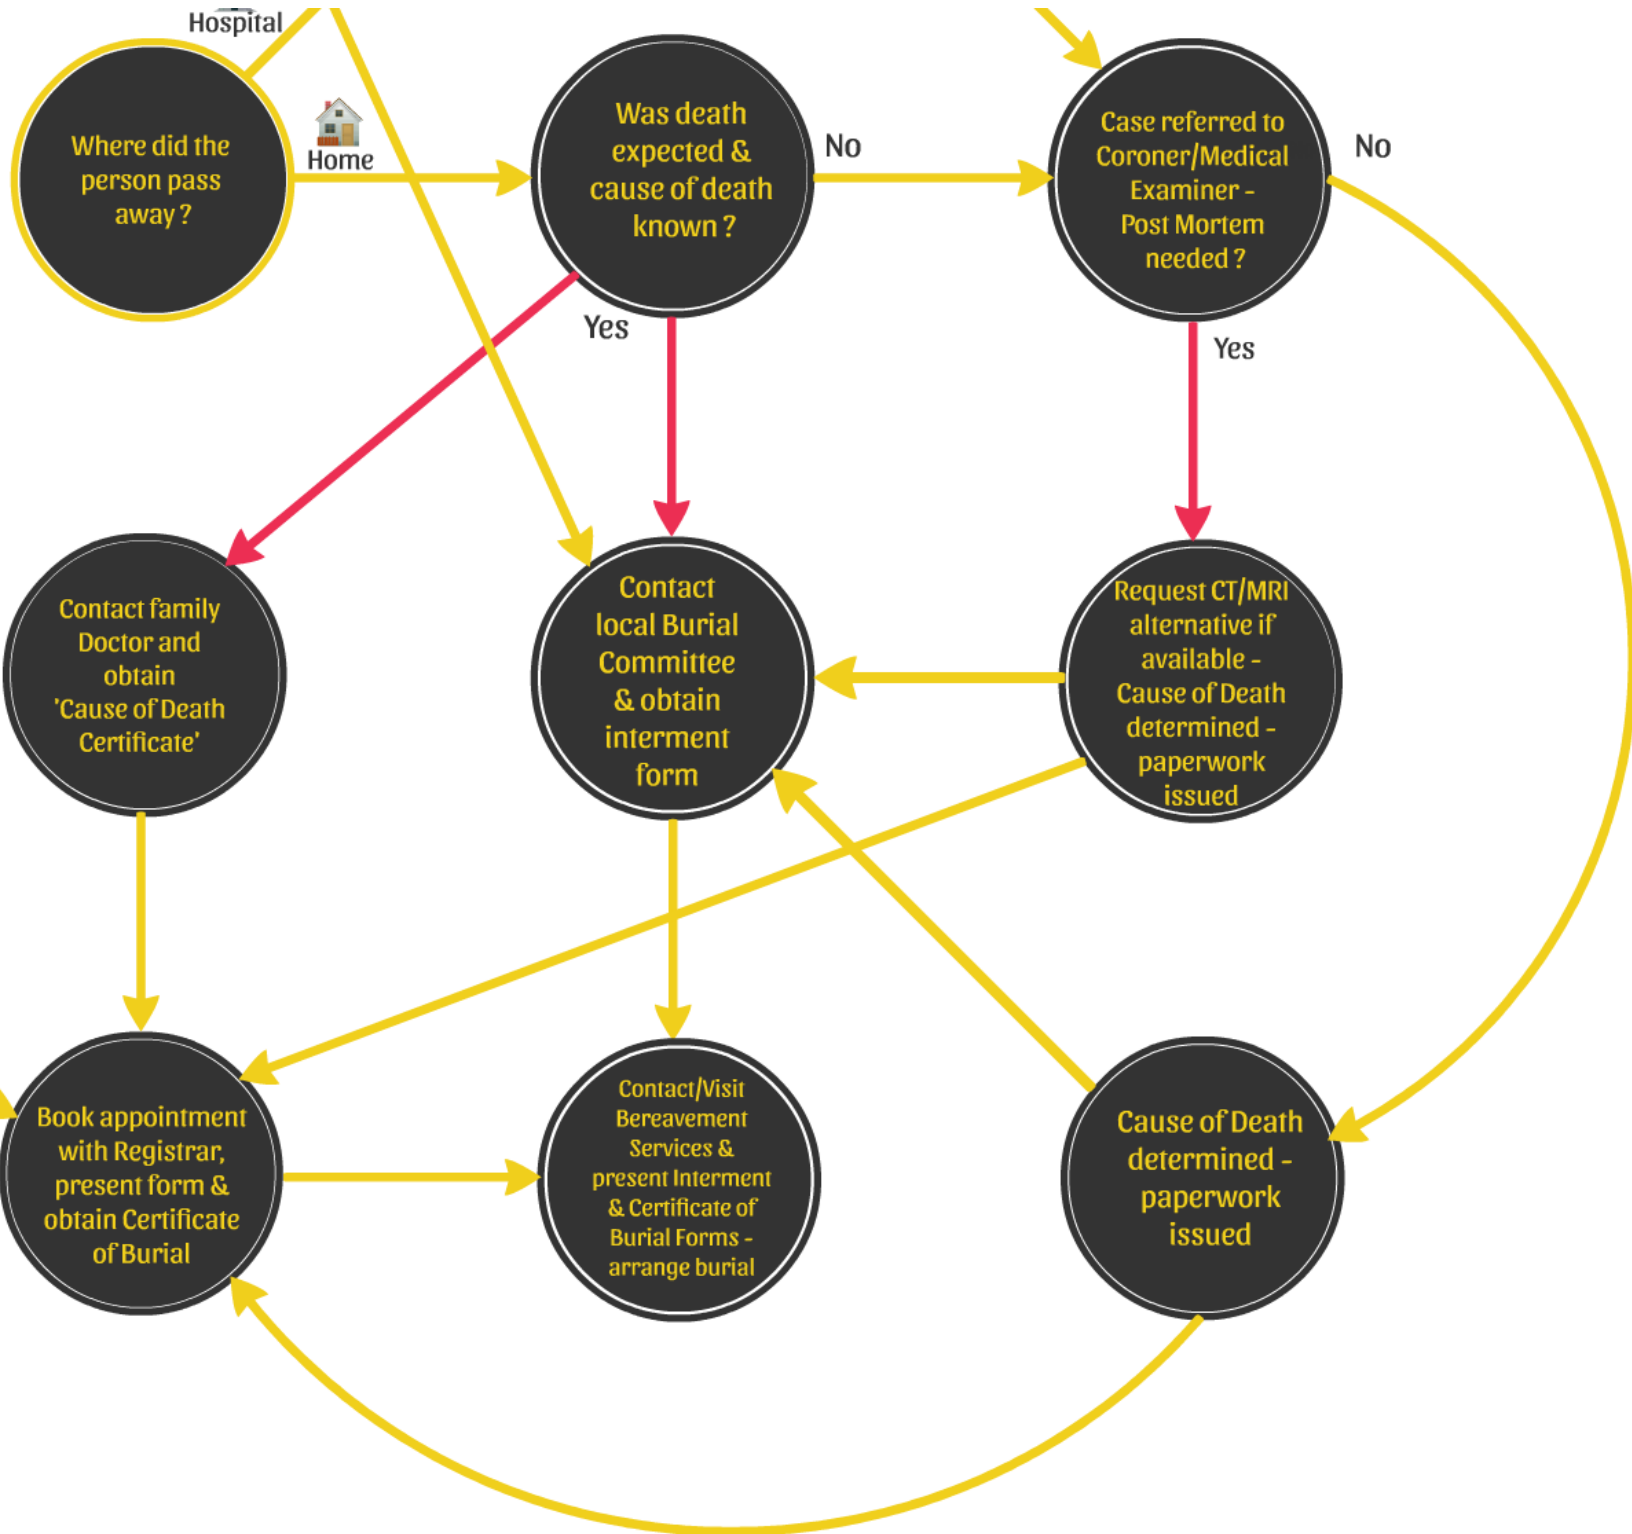 Hospital
Where did the
person pass
away ?
Home
Was death
expected &
cause of death
known ?
No
Case referred to
Coroner/Medical
Examiner -
Post Mortem
needed ?
No
Yes
Yes
Contact family
Doctor and
obtain
'Cause of Death
Certificate'
Contact
local Burial
Committee
& obtain
interment
form
Request CT/MRI
alternative if
available -
Cause of Death
determined -
paperwork
issued
Book appointment
with Registrar,
present form &
obtain Certificate
of Burial
Contact/Visit
Bereavement
Services &
present Interment
& Certificate of
Burial Forms -
arrange burial
Cause of Death
determined -
paperwork
issued